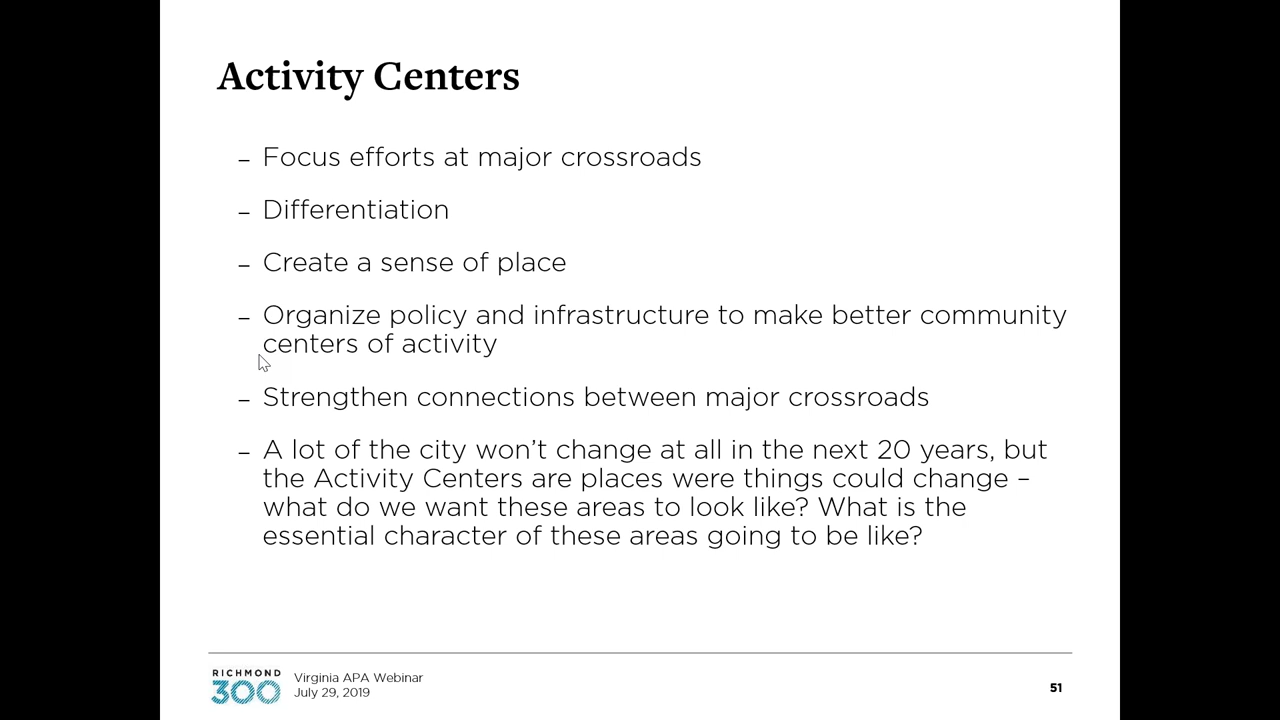 Activity Centers
– Focus efforts at major crossroads
– Differentiation
– Create a sense of place
– Organize policy and infrastructure to make better community
centers of activity
– Strengthen connections between major crossroads
– A lot of the city won’t change at all in the next 20 years, but
the Activity Centers are places were things could change –
what do we want these areas to look like? What is the
essential character of these areas going to be like?
RICHMOND
300
Virginia APA Webinar
July 29, 2019
51